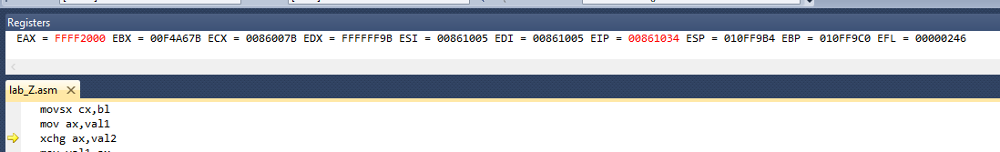 Registers
EAX = FFFF2000 EBX = 00F4A67B ECX = 0086007B EDX = FFFFFF9B ESI = 00861005 EDI = 00861005 EIP = 00861034 ESP = 010FF9B4 EBP = 010FF9C0 EFL = 00000246
lab_Z.asm
movsx cx,bl
mov ax,val1
xchg ax,val2